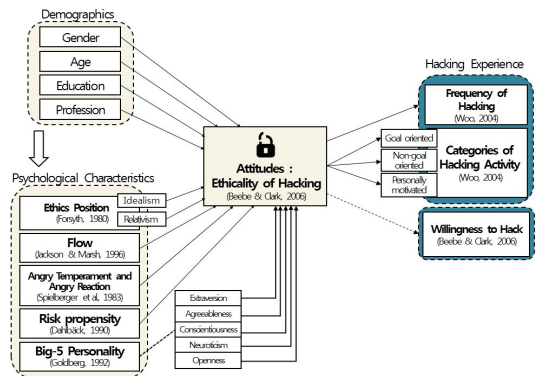 Demographics
Gender
Age
Education
Profession
Psychological Characteristics
Ethics Position
(Forsyth, 1980)
Idealism
Relativism
Flow
(Jackson & Marsh, 1996)
Angry Temperament and
Angry Reaction
(Spielberger et al, 1983)
Risk propensity
(Dahlbäck, 1990)
Big-5 Personality
(Goldberg, 1992)
Extraversion
Agreeableness
Conscientiousness
Neuroticism
Openness
Attitudes :
Ethicality of Hacking
(Beebe & Clark, 2006)
Hacking Experience
Frequency of
Hacking
(Woo, 2004)
Goal oriented
Non-goal
oriented
Personally
motivated
Categories of
Hacking Activity
(Woo, 2004)
Willingness to Hack
(Beebe & Clark, 2006)